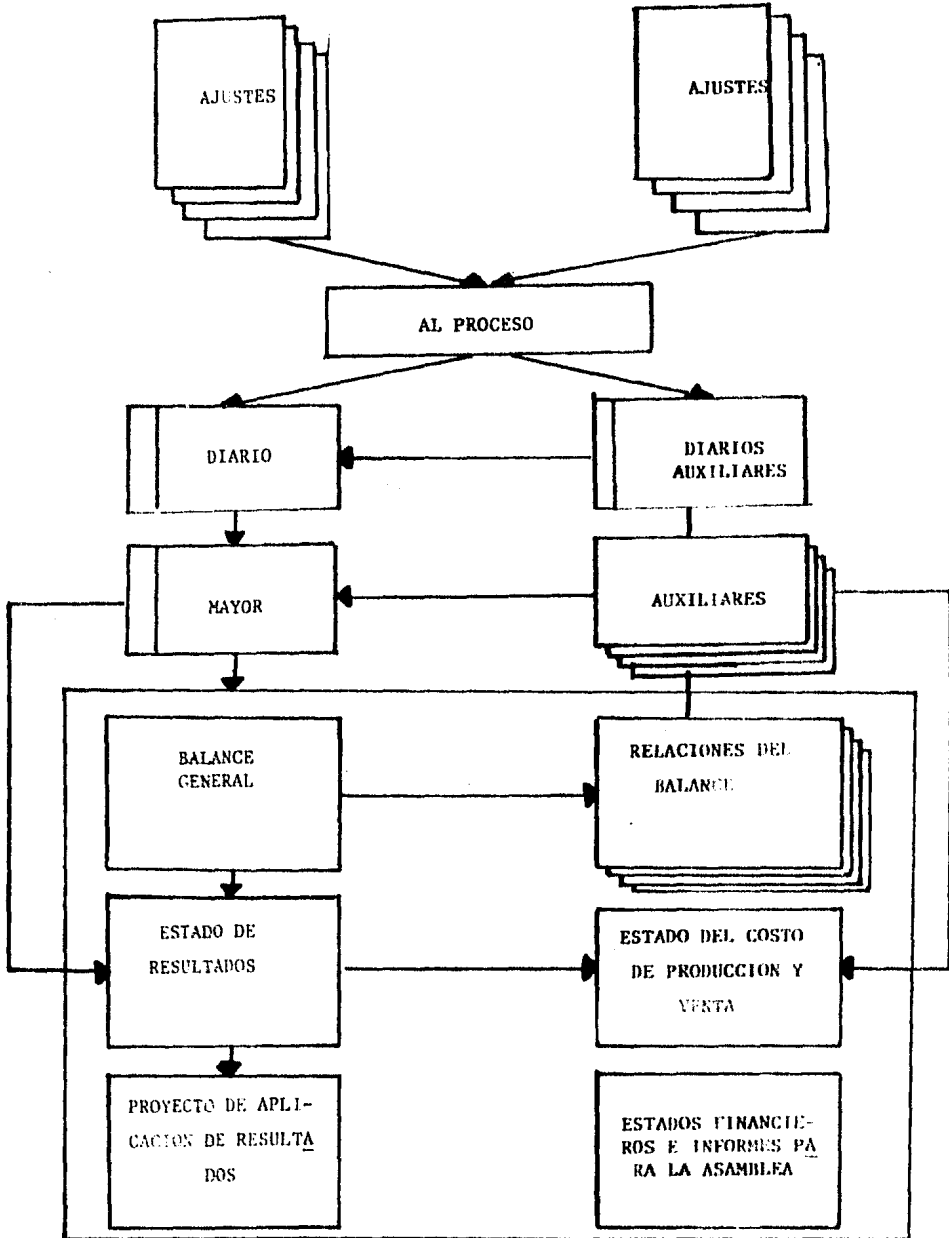 AJUSTES
AJUSTES
AL PROCESO
DIARIO
DIARIOS
AUXILIARES
MAYOR
AUXILIARES
BALANCE
GENERAL
RELACIONES DEL
BALANCE
ESTADO DE
RESULTADOS
ESTADO DEL COSTO
DE PRODUCCION Y
VENTA
PROYECTO DE APLI-
CACION DE RESULTA
DOS
ESTADOS FINANCIE-
ROS E INFORMES PA
RA LA ASAMBLEA